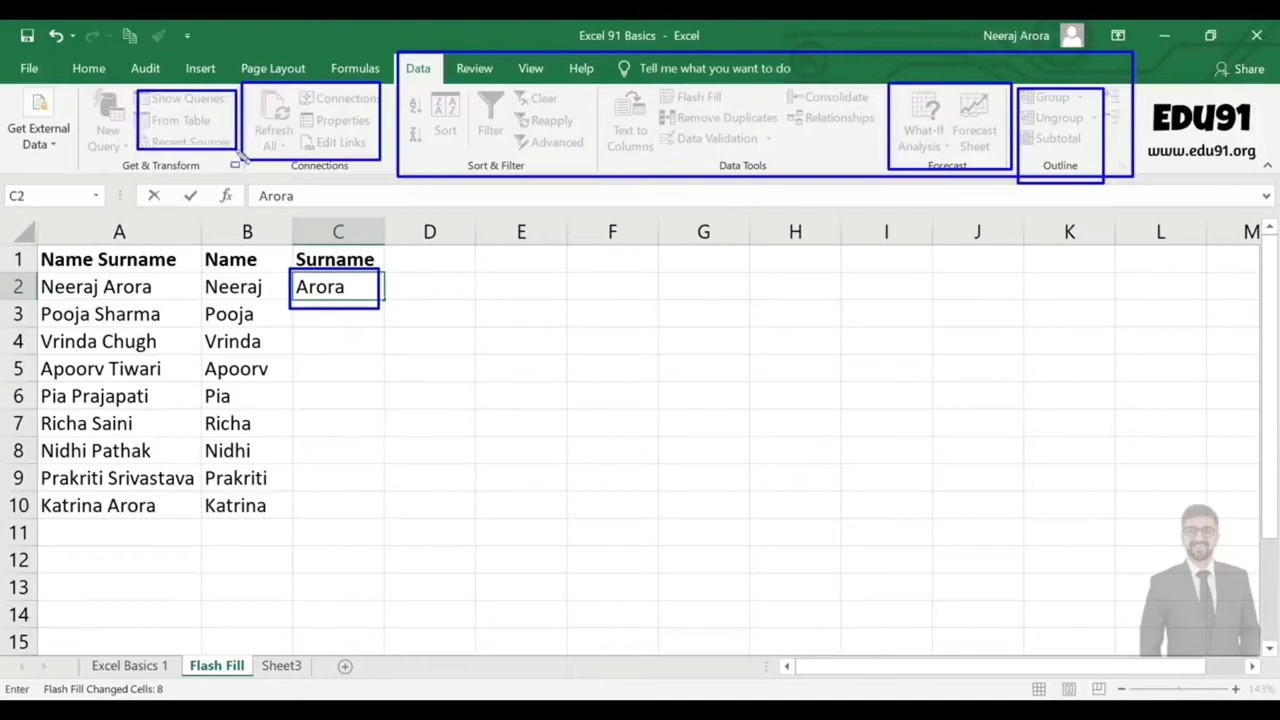 Excel 91 Basics - Excel
Neeraj Arora
File Home Audit Insert Page Layout Formulas Data Review View Help Tell me what you want to do Share
Get External Data
New Query
Show Queries
From Table
Recent Sources
Get & Transform
Refresh All
Connections
Properties
Edit Links
Connections
Sort
Filter
Clear
Reapply
Advanced
Sort & Filter
Text to Columns
Flash Fill
Remove Duplicates
Data Validation
Consolidate
Relationships
Data Tools
What-If Analysis
Forecast Sheet
Forecast
Group
Ungroup
Subtotal
Outline
EDU91
www.edu91.org
C2 fx Arora
A B C D E F G H I J K L M
1 Name Surname Name Surname
2 Neeraj Arora Neeraj Arora
3 Pooja Sharma Pooja
4 Vrinda Chugh Vrinda
5 Apoorv Tiwari Apoorv
6 Pia Prajapati Pia
7 Richa Saini Richa
8 Nidhi Pathak Nidhi
9 Prakriti Srivastava Prakriti
10 Katrina Arora Katrina
11
12
13
14
15
Excel Basics 1 Flash Fill Sheet3
Enter Flash Fill Changed Cells: 8 143%